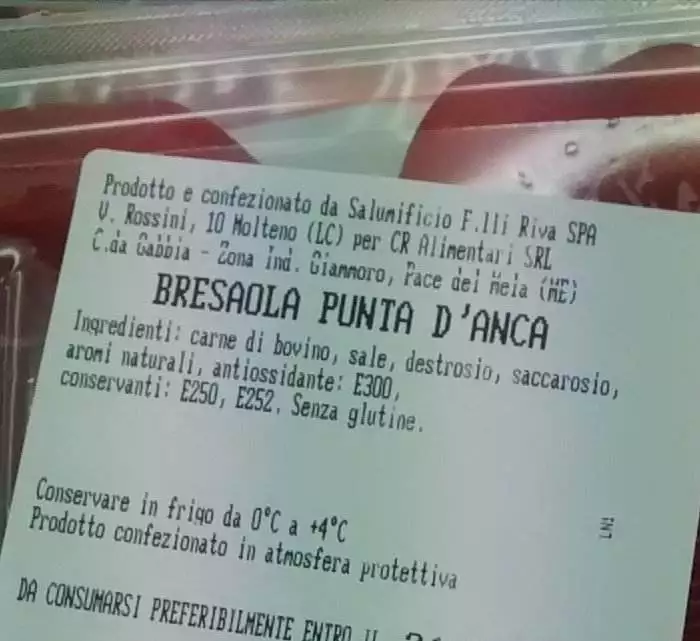 Prodotto e confezionato da Salumificio F.lli Riva SPA
V. Rossini, 10 Molteno (LC) per CR Alimentari SRL
C.da Gabbia - Zona ind. Giammoro, Pace del Mela (ME)
BRESAOLA PUNTA D'ANCA
Ingredienti: carne di bovino, sale, destrosio, saccarosio,
aromi naturali, antiossidante: E300,
conservanti: E250, E252. Senza glutine.
Conservare in frigo da 0°C a +4°C
Prodotto confezionato in atmosfera protettiva
DA CONSUMARSI PREFERIBILMENTE ENTRO IL